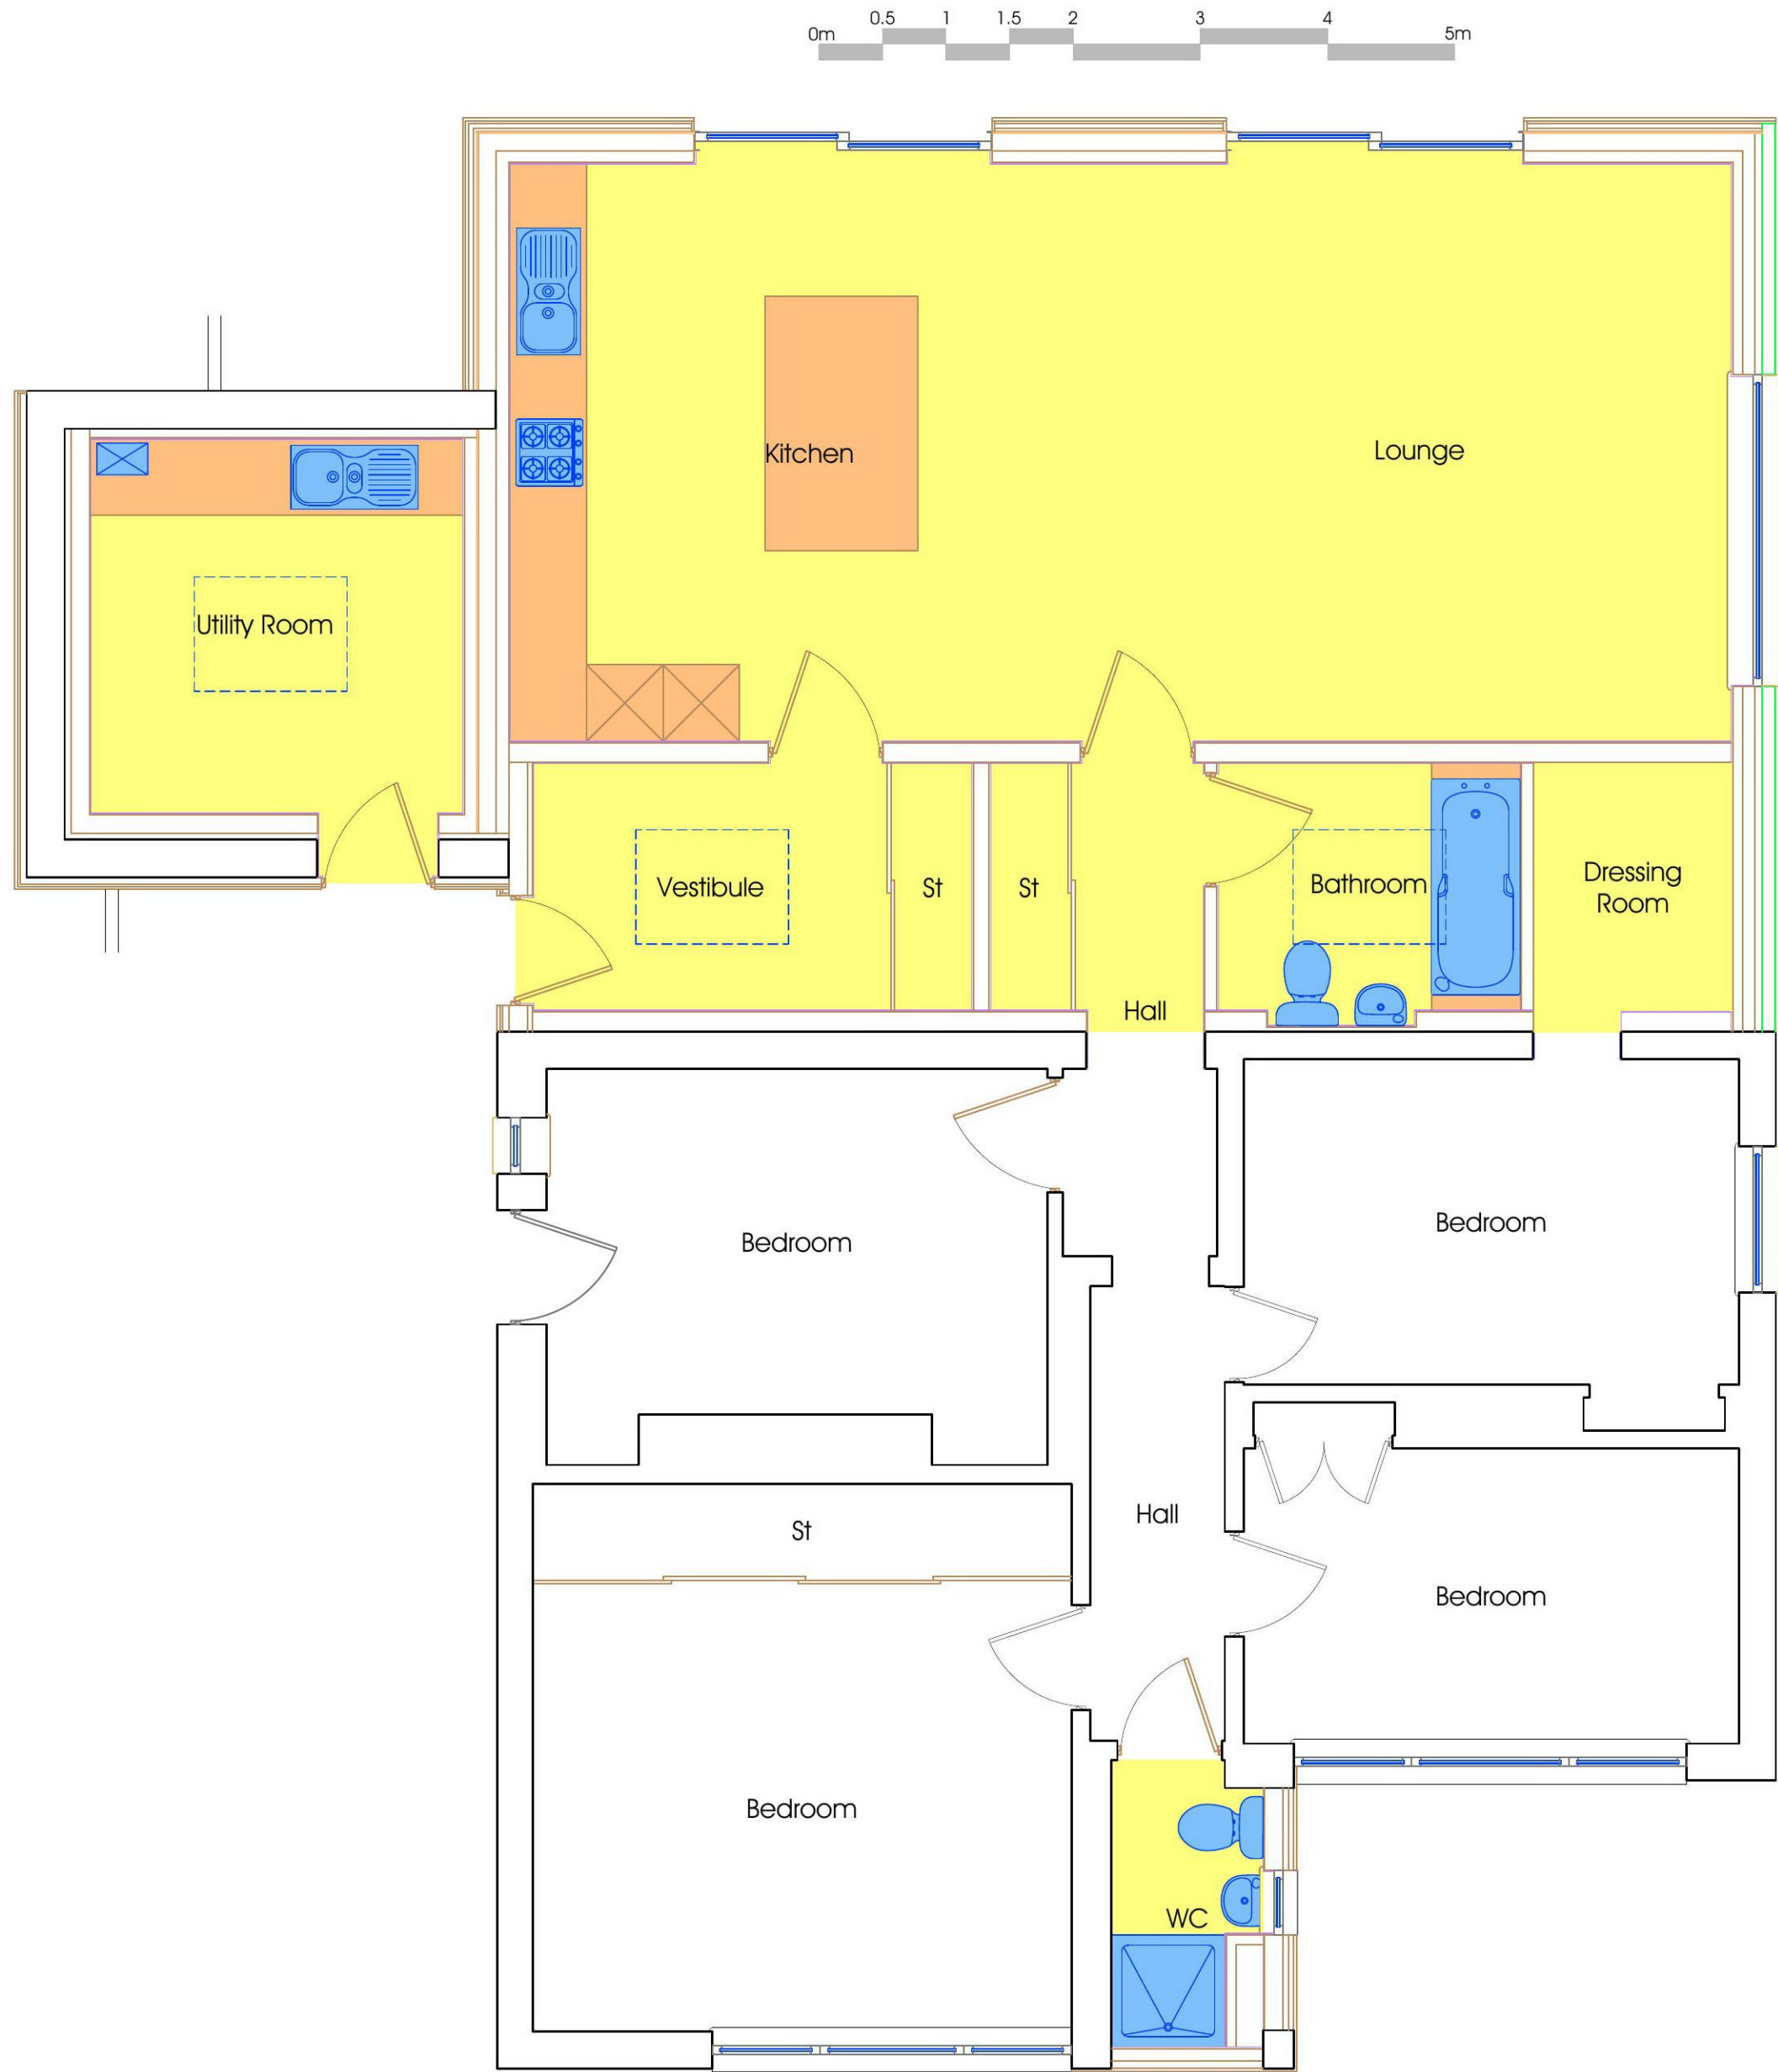 0m 0.5 1 1.5 2 3 4 5m
Kitchen
Lounge
Utility Room
Vestibule
St
St
Bathroom
Dressing
Room
Hall
Bedroom
Bedroom
St
Hall
Bedroom
Bedroom
WC